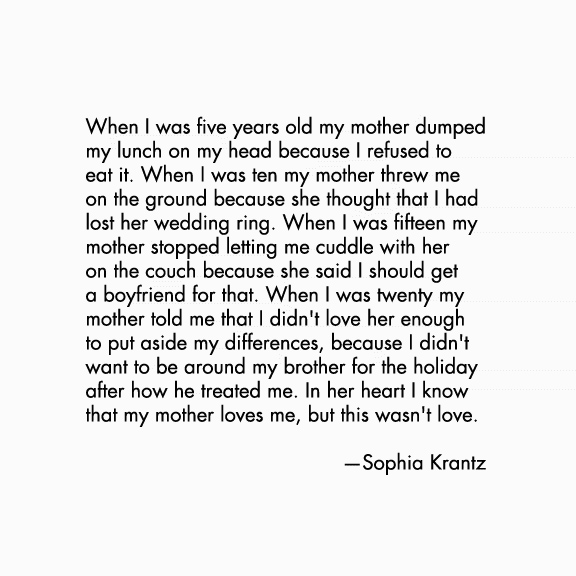 When I was five years old my mother dumped
my lunch on my head because I refused to
eat it. When I was ten my mother threw me
on the ground because she thought that I had
lost her wedding ring. When I was fifteen my
mother stopped letting me cuddle with her
on the couch because she said I should get
a boyfriend for that. When I was twenty my
mother told me that I didn't love her enough
to put aside my differences, because I didn't
want to be around my brother for the holiday
after how he treated me. In her heart I know
that my mother loves me, but this wasn't love.
—Sophia Krantz